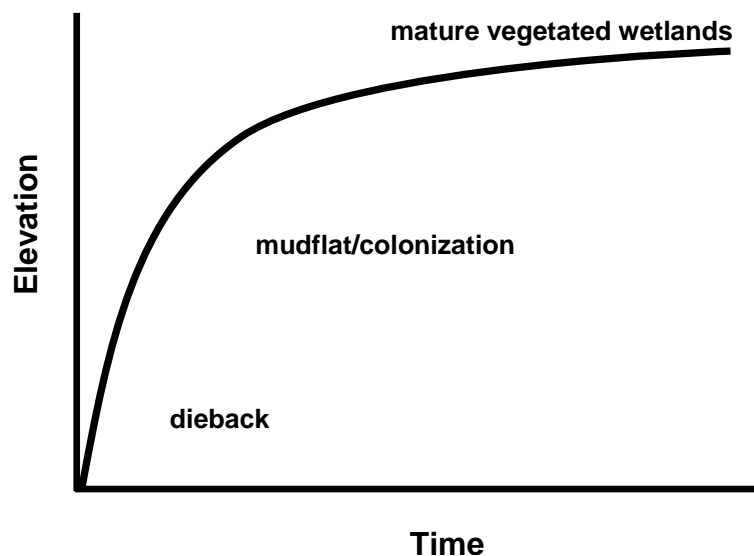 mature vegetated wetlands
Elevation
mudflat/colonization
dieback
Time